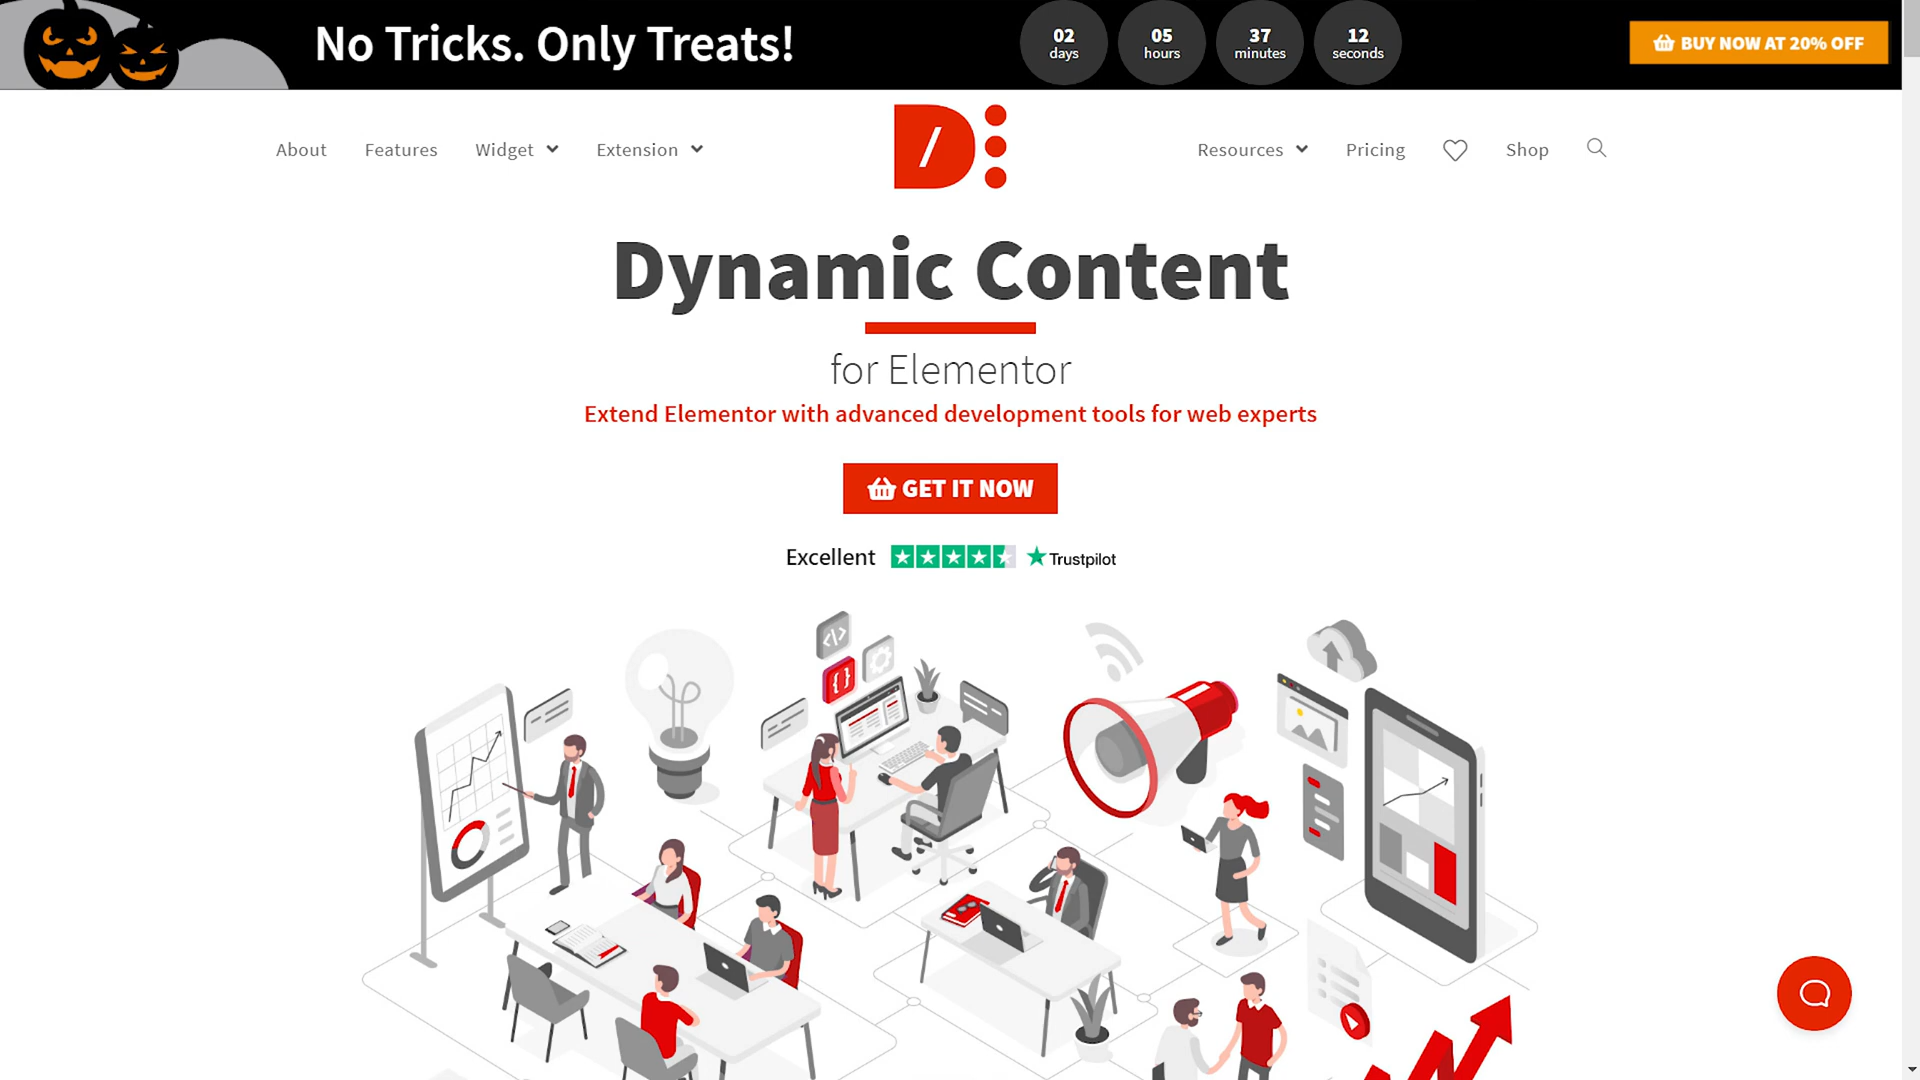 No Tricks. Only Treats!
02 days
05 hours
37 minutes
12 seconds
BUY NOW AT 20% OFF
About
Features
Widget
Extension
D/
Resources
Pricing
Shop
Dynamic Content
for Elementor
Extend Elementor with advanced development tools for web experts
GET IT NOW
Excellent
Trustpilot
</>
{}